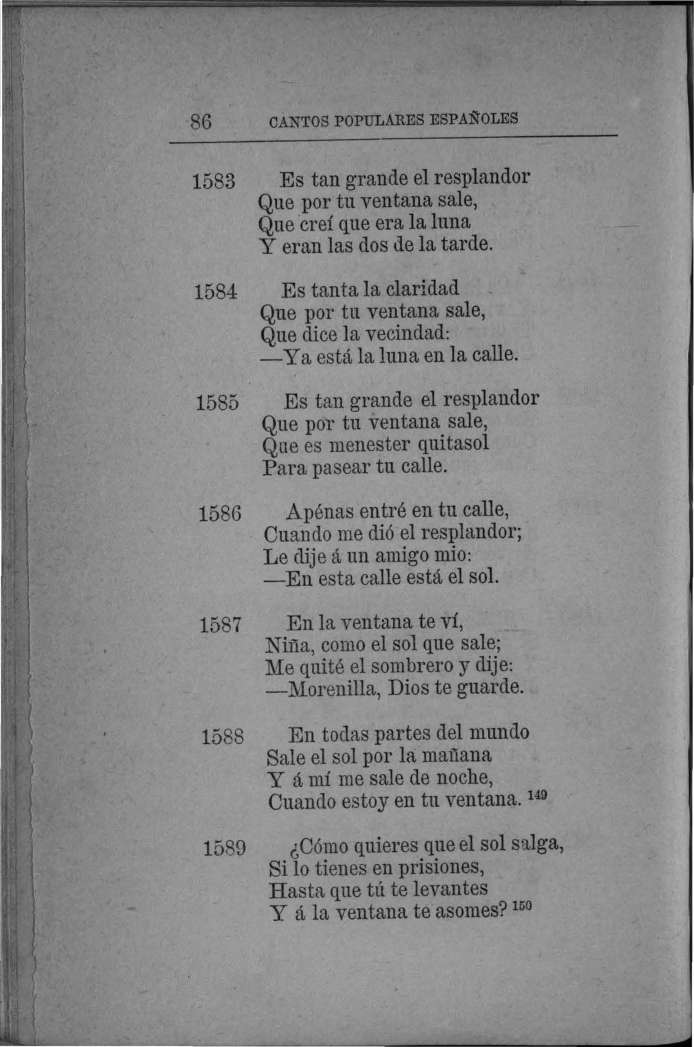 86 CANTOS POPULARES ESPAÑOLES
1583 Es tan grande el resplandor
Que por tu ventana sale,
Que creí que era la luna
Y eran las dos de la tarde.
1584 Es tanta la claridad
Que por tu ventana sale,
Que dice la vecindad:
—Ya está la luna en la calle.
1585 Es tan grande el resplandor
Que por tu ventana sale,
Que es menester quitasol
Para pasear tu calle.
1586 Apénas entré en tu calle,
Cuando me dió el resplandor;
Le dije á un amigo mio:
—En esta calle está el sol.
1587 En la ventana te ví,
Niña, como el sol que sale;
Me quité el sombrero y dije:
—Morenilla, Dios te guarde.
1588 En todas partes del mundo
Sale el sol por la mañana
Y á mí me sale de noche,
Cuando estoy en tu ventana. 149
1589 ¿Cómo quieres que el sol salga,
Si lo tienes en prisiones,
Hasta que tú te levantes
Y á la ventana te asomes? 150